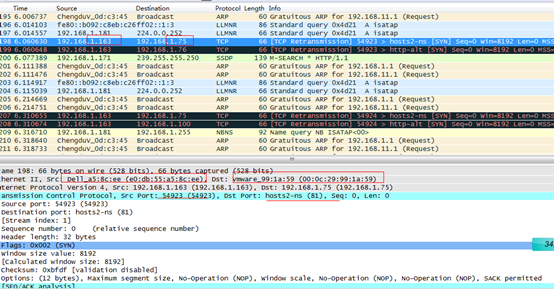 Time Source Destination Protocol Length Info
195 6.008397 Chengduv_0d:c3:45 Broadcast ARP 60 Gratuitous ARP for 192.168.11.1 (Request)
196 6.014103 fe80::b092:c8eb:c26ff02::1:3 LLMNR 86 Standard query 0x4d21 A isatap
197 6.014557 192.168.1.181 224.0.0.252 LLMNR 66 Standard query 0x4d21 A isatap
198 6.060630 192.168.1.163 192.168.1.75 TCP 66 [TCP Retransmission] 54923 > hosts2-ns [SYN] Seq=0 Win=8192 Len=0 MSS=
199 6.060648 192.168.1.163 192.168.1.76 TCP 66 [TCP Retransmission] 54924 > http-alt [SYN] Seq=0 Win=8192 Len=0 MSS=1
200 6.077389 192.168.1.171 239.255.255.250 SSDP 139 M-SEARCH * HTTP/1.1
201 6.111388 Chengduv_0d:c3:45 Broadcast ARP 60 Gratuitous ARP for 192.168.11.1 (Request)
202 6.112476 Chengduv_0d:c3:45 Broadcast ARP 60 Gratuitous ARP for 192.168.11.1 (Request)
203 6.114917 fe80::b092:c8eb:c26ff02::1:3 LLMNR 86 Standard query 0x4d21 A isatap
204 6.115039 192.168.1.181 224.0.0.252 LLMNR 66 Standard query 0x4d21 A isatap
205 6.214669 Chengduv_0d:c3:45 Broadcast ARP 60 Gratuitous ARP for 192.168.11.1 (Request)
206 6.214751 Chengduv_0d:c3:45 Broadcast ARP 60 Gratuitous ARP for 192.168.11.1 (Request)
207 6.310655 192.168.1.163 192.168.1.75 TCP 66 [TCP Retransmission] 54923 > hosts2-ns [SYN] Seq=0 Win=8192 Len=0 MSS
208 6.310674 192.168.1.163 192.168.1.100 TCP 66 [TCP Retransmission] 54924 > http-alt [SYN] Seq=0 Win=8192 Len=0 MSS=
209 6.316710 192.168.1.181 192.168.1.255 NBNS 92 Name query NB ISATAP<00>
210 6.318640 Chengduv_0d:c3:45 Broadcast ARP 60 Gratuitous ARP for 192.168.11.1 (Request)
211 6.318641 Chengduv_0d:c3:45 Broadcast ARP 60 Gratuitous ARP for 192.168.11.1 (Request)
rame 198: 66 bytes on wire (528 bits), 66 bytes captured (528 bits)
thernet II, Src: Dell_a5:8c:ee (e0:db:55:a5:8c:ee), Dst: Vmware_99:1a:59 (00:0c:29:99:1a:59)
nternet Protocol Version 4, Src: 192.168.1.163 (192.168.1.163), Dst: 192.168.1.75 (192.168.1.75)
ransmission Control Protocol, Src Port: 54923 (54923), Dst Port: hosts2-ns (81), Seq: 0, Len: 0
Source port: 54923 (54923)
Destination port: hosts2-ns (81)
[Stream index: 1]
Sequence number: 0 (relative sequence number)
Header length: 32 bytes
Flags: 0x002 (SYN)
Window size value: 8192
[Calculated window size: 8192]
Checksum: 0xbfdf [validation disabled]
Options: (12 bytes), Maximum segment size, No-Operation (NOP), Window scale, No-Operation (NOP), No-Operation (NOP), SACK permitted
[SEQ/ACK analysis]